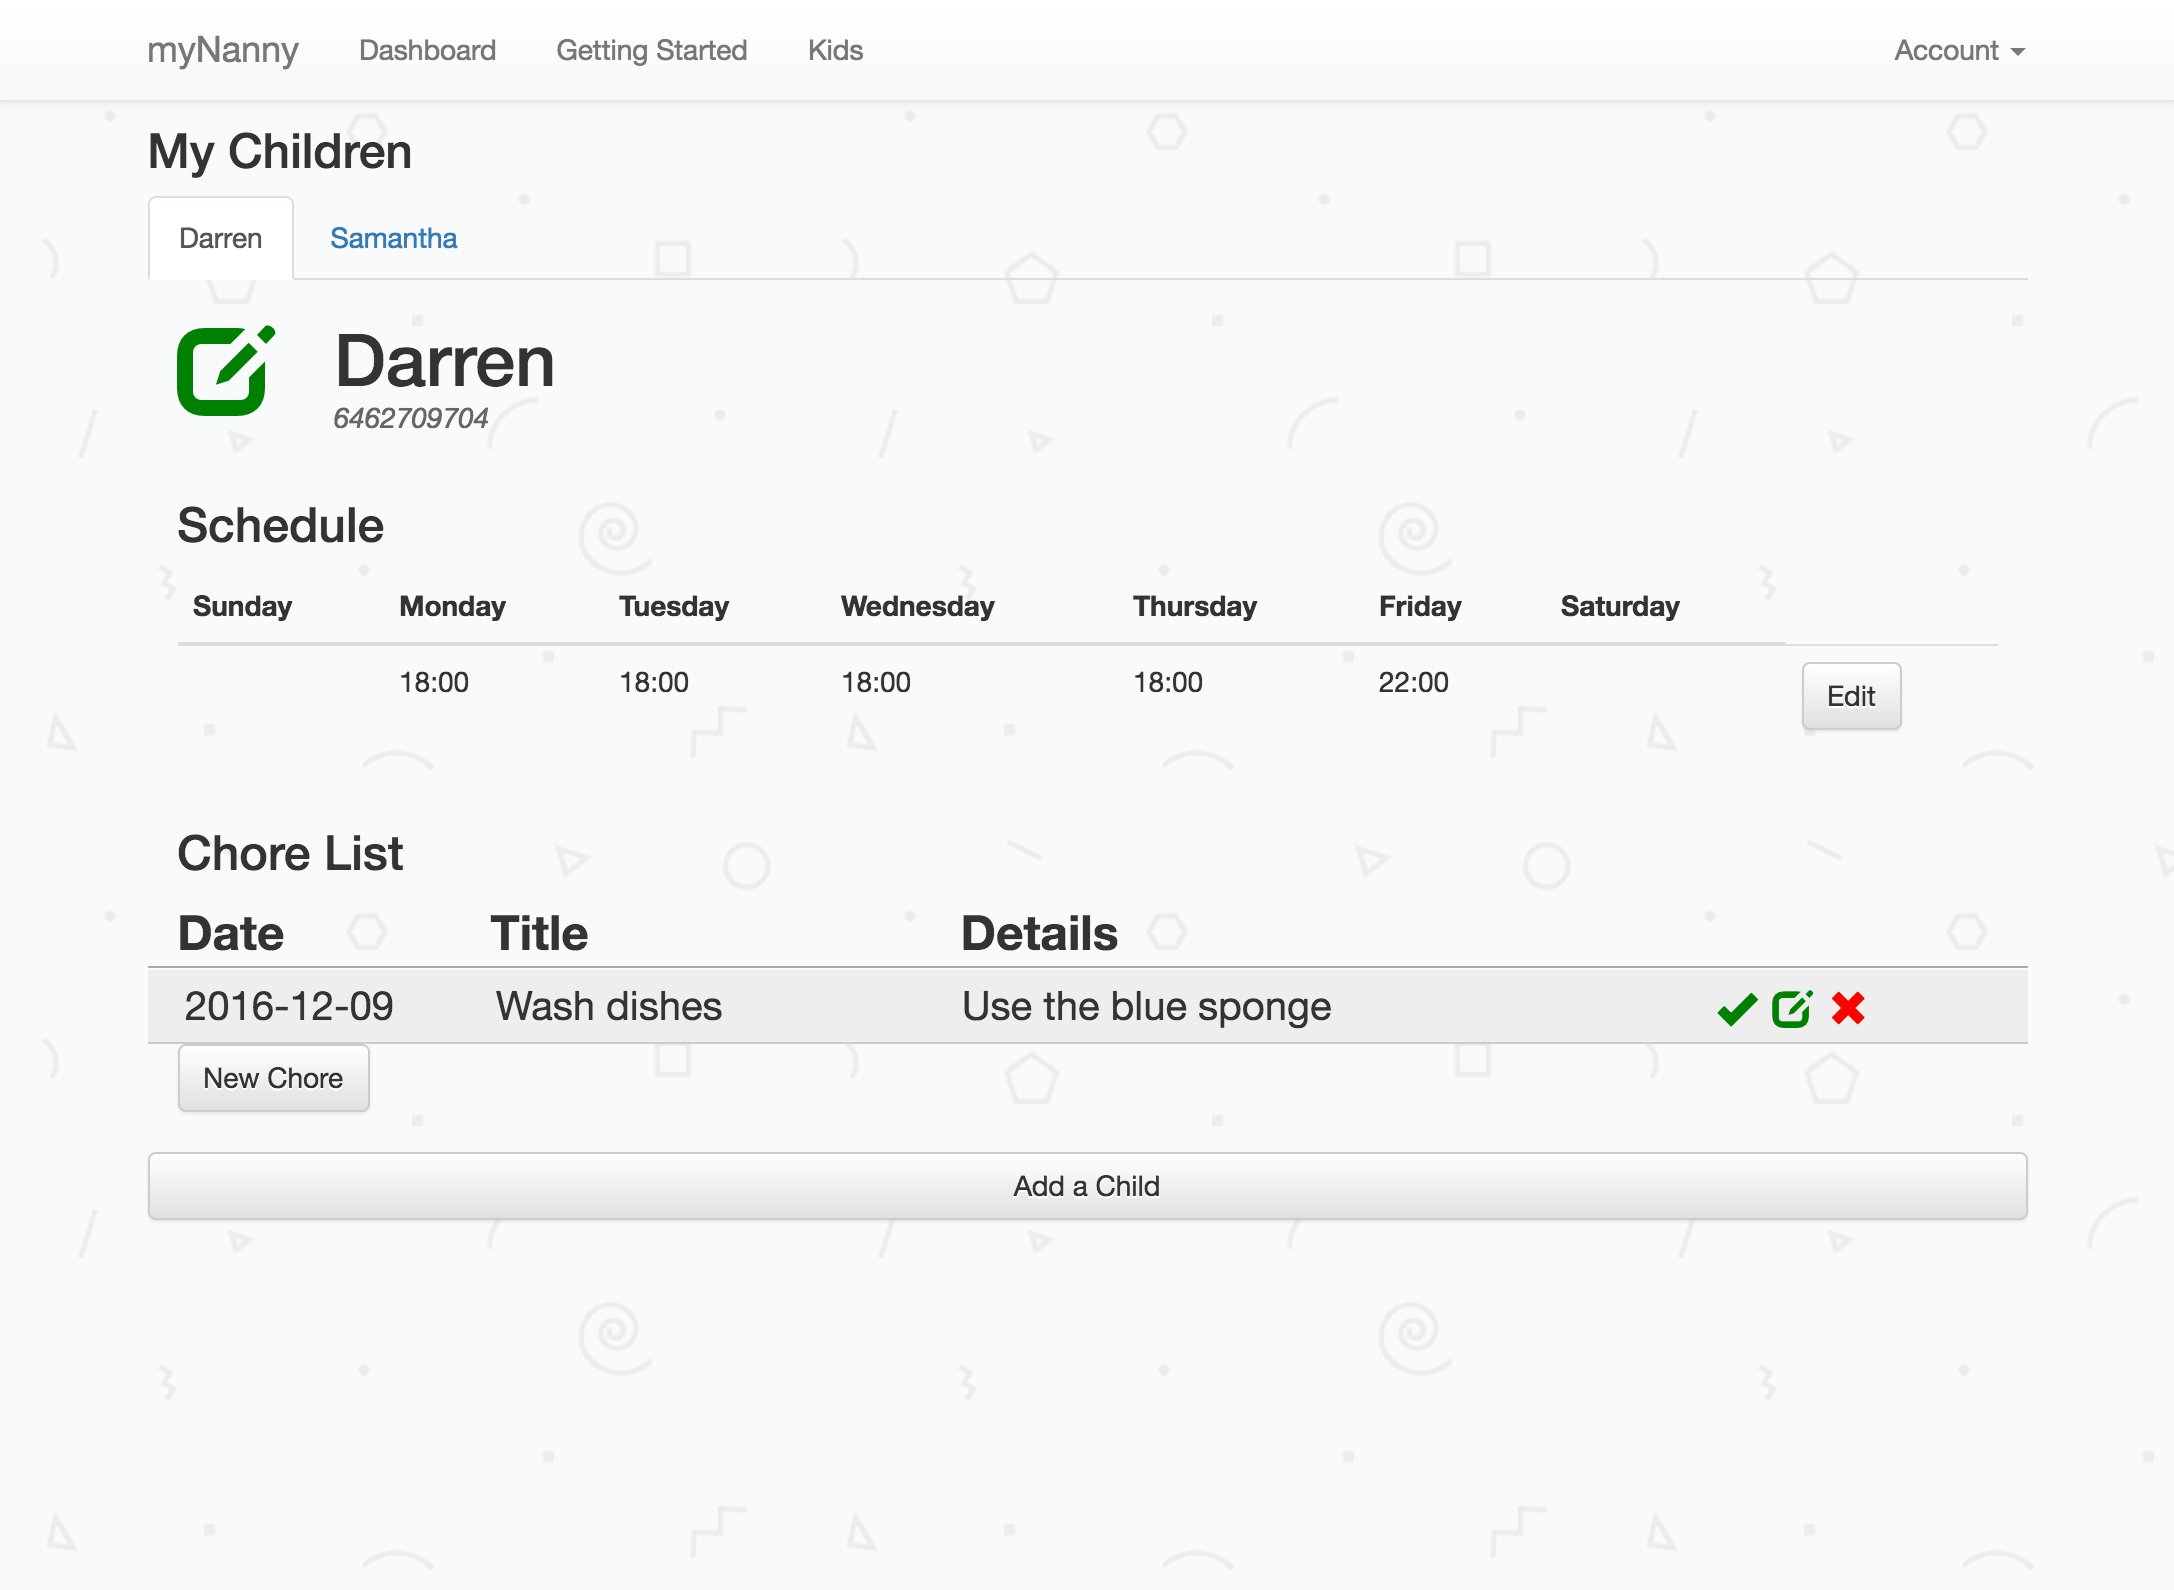 myNanny Dashboard Getting Started Kids Account
My Children
Darren Samantha
Darren
6462709704
Schedule
Sunday Monday Tuesday Wednesday Thursday Friday Saturday
18:00 18:00 18:00 18:00 22:00 Edit
Chore List
Date Title Details
2016-12-09 Wash dishes Use the blue sponge
New Chore
Add a Child